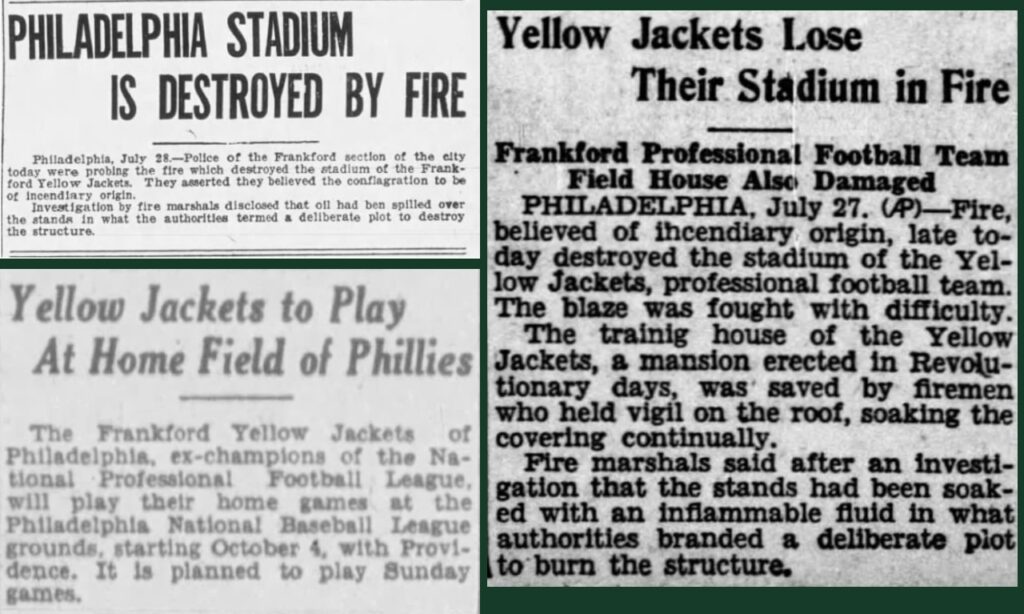 PHILADELPHIA STADIUM
IS DESTROYED BY FIRE
Philadelphia, July 28.—Police of the Frankford section of the city
today were probing the fire which destroyed the stadium of the Frank-
ford Yellow Jackets. They asserted they believed the conflagration to be
of incendiary origin.
Investigation by fire marshals disclosed that oil had ben spilled over
the stands in what the authorities termed a deliberate plot to destroy
the structure.
Yellow Jackets to Play
At Home Field of Phillies
The Frankford Yellow Jackets of
Philadelphia, ex-champions of the Na-
tional Professional Football League,
will play their home games at the
Philadelphia National Baseball League
grounds, starting October 4, with Provi-
dence. It is planned to play Sunday
games.
Yellow Jackets Lose
Their Stadium in Fire
Frankford Professional Football Team
Field House Also Damaged
PHILADELPHIA, July 27. (AP)—Fire,
believed of ihcendiary origin, late to-
day destroyed the stadium of the Yel-
low Jackets, professional football team.
The blaze was fought with difficulty.
The trainig house of the Yellow
Jackets, a mansion erected in Revolu-
tionary days, was saved by firemen
who held vigil on the roof, soaking the
covering continually.
Fire marshals said after an investi-
gation that the stands had been soak-
ed with an inflammable fluid in what
authorities branded a deliberate plot
to burn the structure.